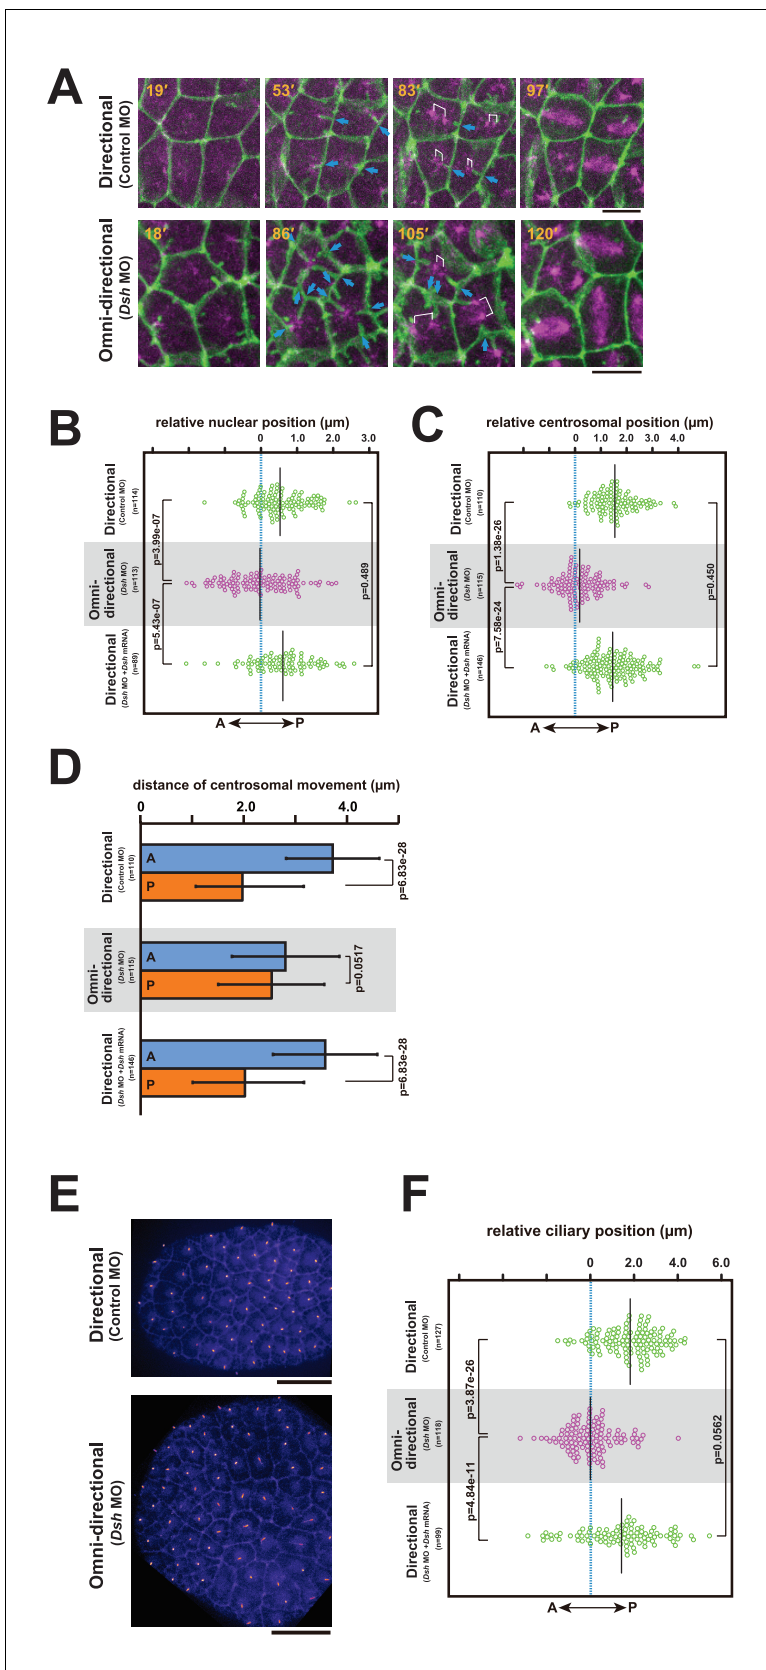 A
Directional
(Control MO)
19′
53′
83′
97′
Omni-directional
(Dsh MO)
18′
86′
105′
120′
B
relative nuclear position (μm)
0 1.0 2.0 3.0
Directional
(Control MO)
(n=114)
Omni-
directional
(Dsh MO)
(n=113)
Directional
(Dsh MO +Dsh mRNA)
(n=89)
p=3.99e-07
p=5.43e-07
p=0.489
A P
C
relative centrosomal position (μm)
0 1.0 2.0 3.0 4.0
Directional
(Control MO)
(n=110)
Omni-
directional
(Dsh MO)
(n=115)
Directional
(Dsh MO +Dsh mRNA)
(n=146)
p=1.38e-26
p=7.58e-24
p=0.450
A P
D
distance of centrosomal movement (μm)
0 2.0 4.0
Directional
(Control MO)
(n=110)
A
P
p=6.83e-28
Omni-
directional
(Dsh MO)
(n=115)
A
P
p=0.0517
Directional
(Dsh MO +Dsh mRNA)
(n=146)
A
P
p=6.83e-28
E
Directional
(Control MO)
Omni-directional
(Dsh MO)
F
relative ciliary position (μm)
0 2.0 4.0 6.0
Directional
(Control MO)
(n=127)
Omni-
directional
(Dsh MO)
(n=118)
Directional
(Dsh MO +Dsh mRNA)
(n=99)
p=3.87e-26
p=4.84e-11
p=0.0562
A P